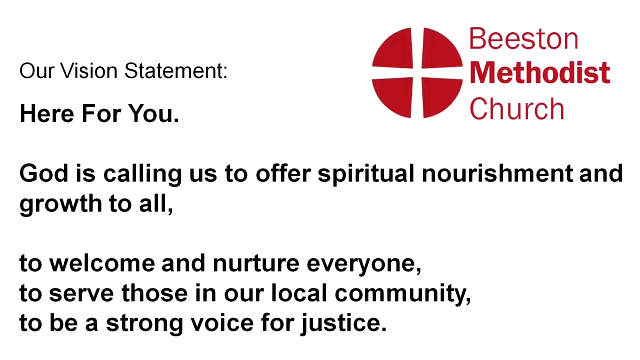 Beeston
Methodist
Church
Our Vision Statement:
Here For You.
God is calling us to offer spiritual nourishment and
growth to all,
to welcome and nurture everyone,
to serve those in our local community,
to be a strong voice for justice.